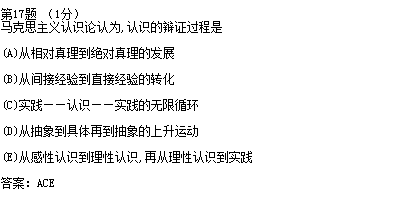 第17题 （1分）
马克思主义认识论认为,认识的辩证过程是
(A)从相对真理到绝对真理的发展
(B)从间接经验到直接经验的转化
(C)实践——认识——实践的无限循环
(D)从抽象到具体再到抽象的上升运动
(E)从感性认识到理性认识,再从理性认识到实践
答案: ACE